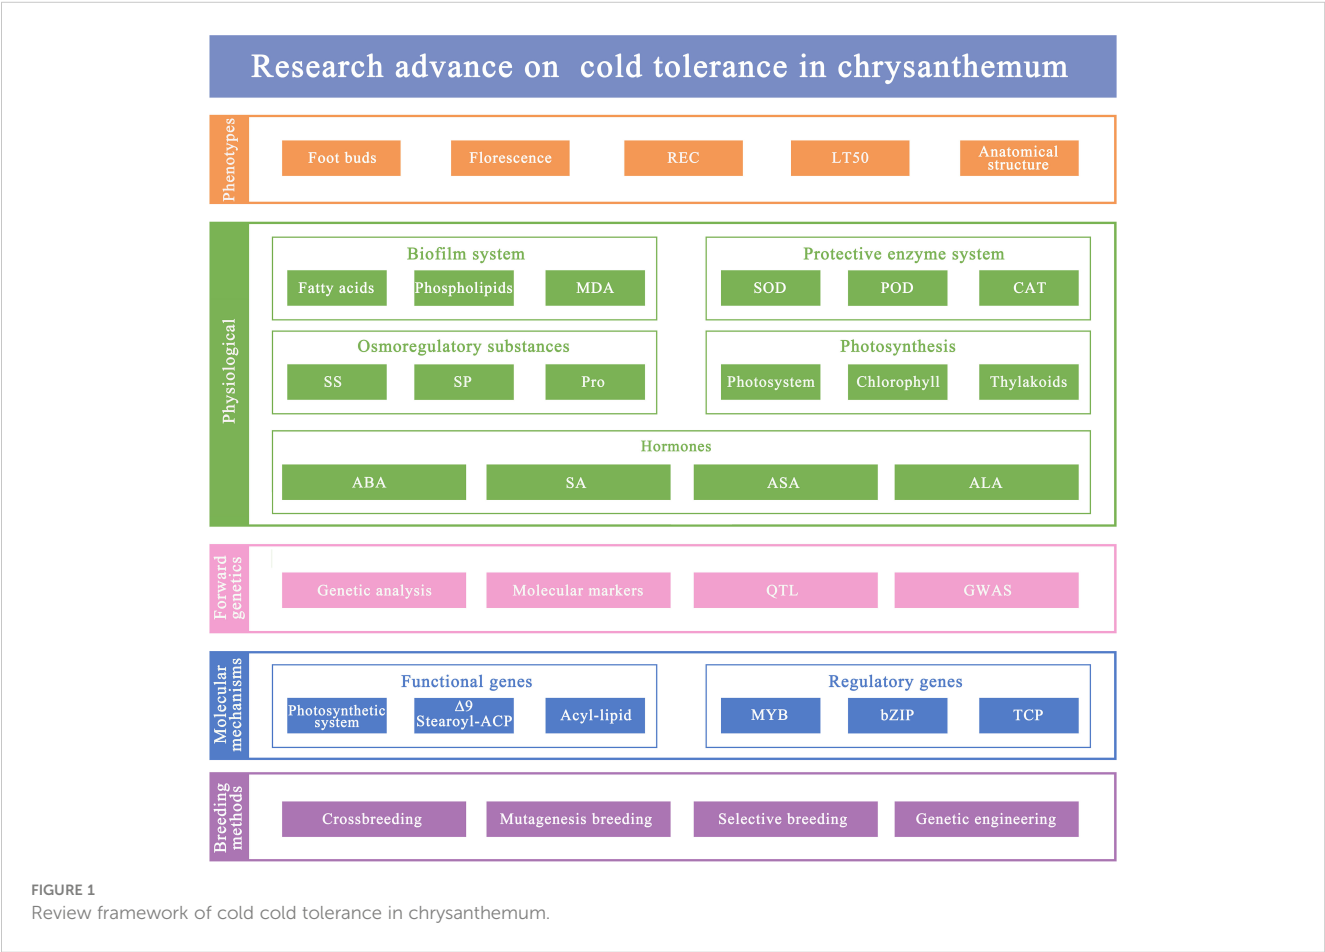 Research advance on cold tolerance in chrysanthemum
Phenotypes
Foot buds
Florescence
REC
LT50
Anatomical
structure
Physiological
Biofilm system
Fatty acids
Phospholipids
MDA
Protective enzyme system
SOD
POD
CAT
Osmoregulatory substances
SS
SP
Pro
Photosynthesis
Photosystem
Chlorophyll
Thylakoids
Hormones
ABA
SA
ASA
ALA
Forward
genetics
Genetic analysis
Molecular markers
QTL
GWAS
Molecular
mechanisms
Functional genes
Photosynthetic
system
Δ9
Stearoyl-ACP
Acyl-lipid
Regulatory genes
MYB
bZIP
TCP
Breeding
methods
Crossbreeding
Mutagenesis breeding
Selective breeding
Genetic engineering
FIGURE 1
Review framework of cold cold tolerance in chrysanthemum.